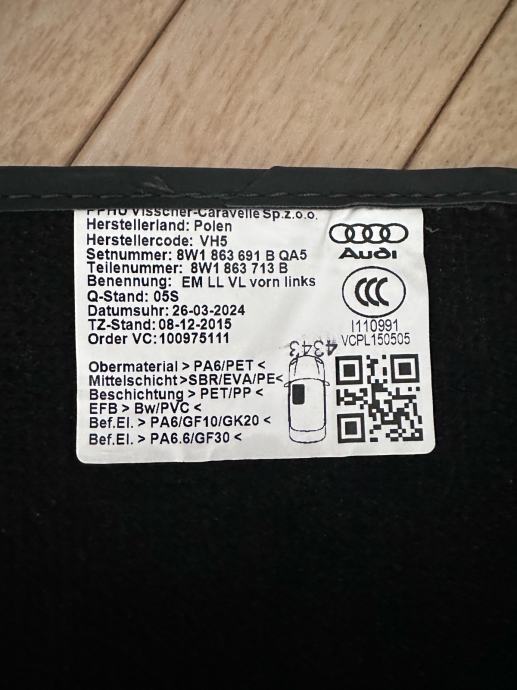 PPHU Visscher-Caravelle Sp.z.o.o.
Herstellerland: Polen
Herstellercode: VH5
Setnummer: 8W1 863 691 B QA5
Teilenummer: 8W1 863 713 B
Benennung: EM LL VL vorn links
Q-Stand: 05S
Datumsuhr: 26-03-2024
TZ-Stand: 08-12-2015
Order VC:100975111
Audi
CCC
I110991
VCPL150505
4343
Obermaterial > PA6/PET <
Mittelschicht >SBR/EVA/PE<
Beschichtung > PET/PP <
EFB > Bw/PVC <
Bef.El. > PA6/GF10/GK20 <
Bef.El. > PA6.6/GF30 <